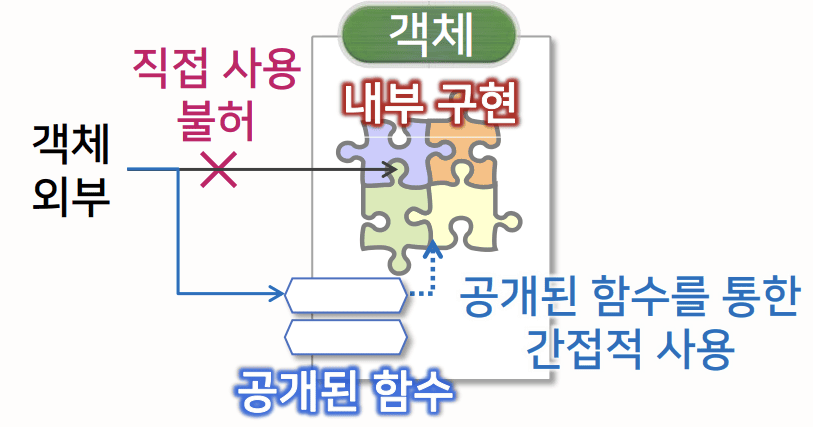 객체
직접 사용
불허
내부 구현
객체
외부
공개된 함수를 통한
간접적 사용
공개된 함수